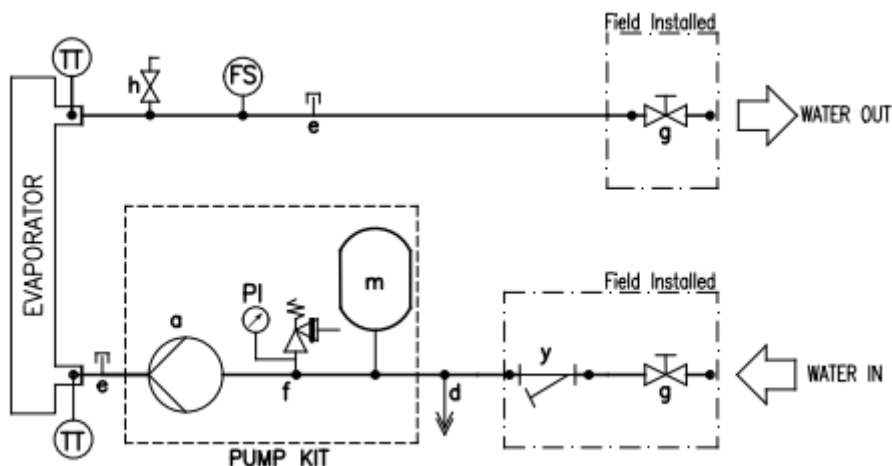 Field Installed
TT
h
FS
e
g
WATER OUT
EVAPORATOR
Field Installed
m
PI
a
y
e
f
d
g
WATER IN
TT
PUMP KIT